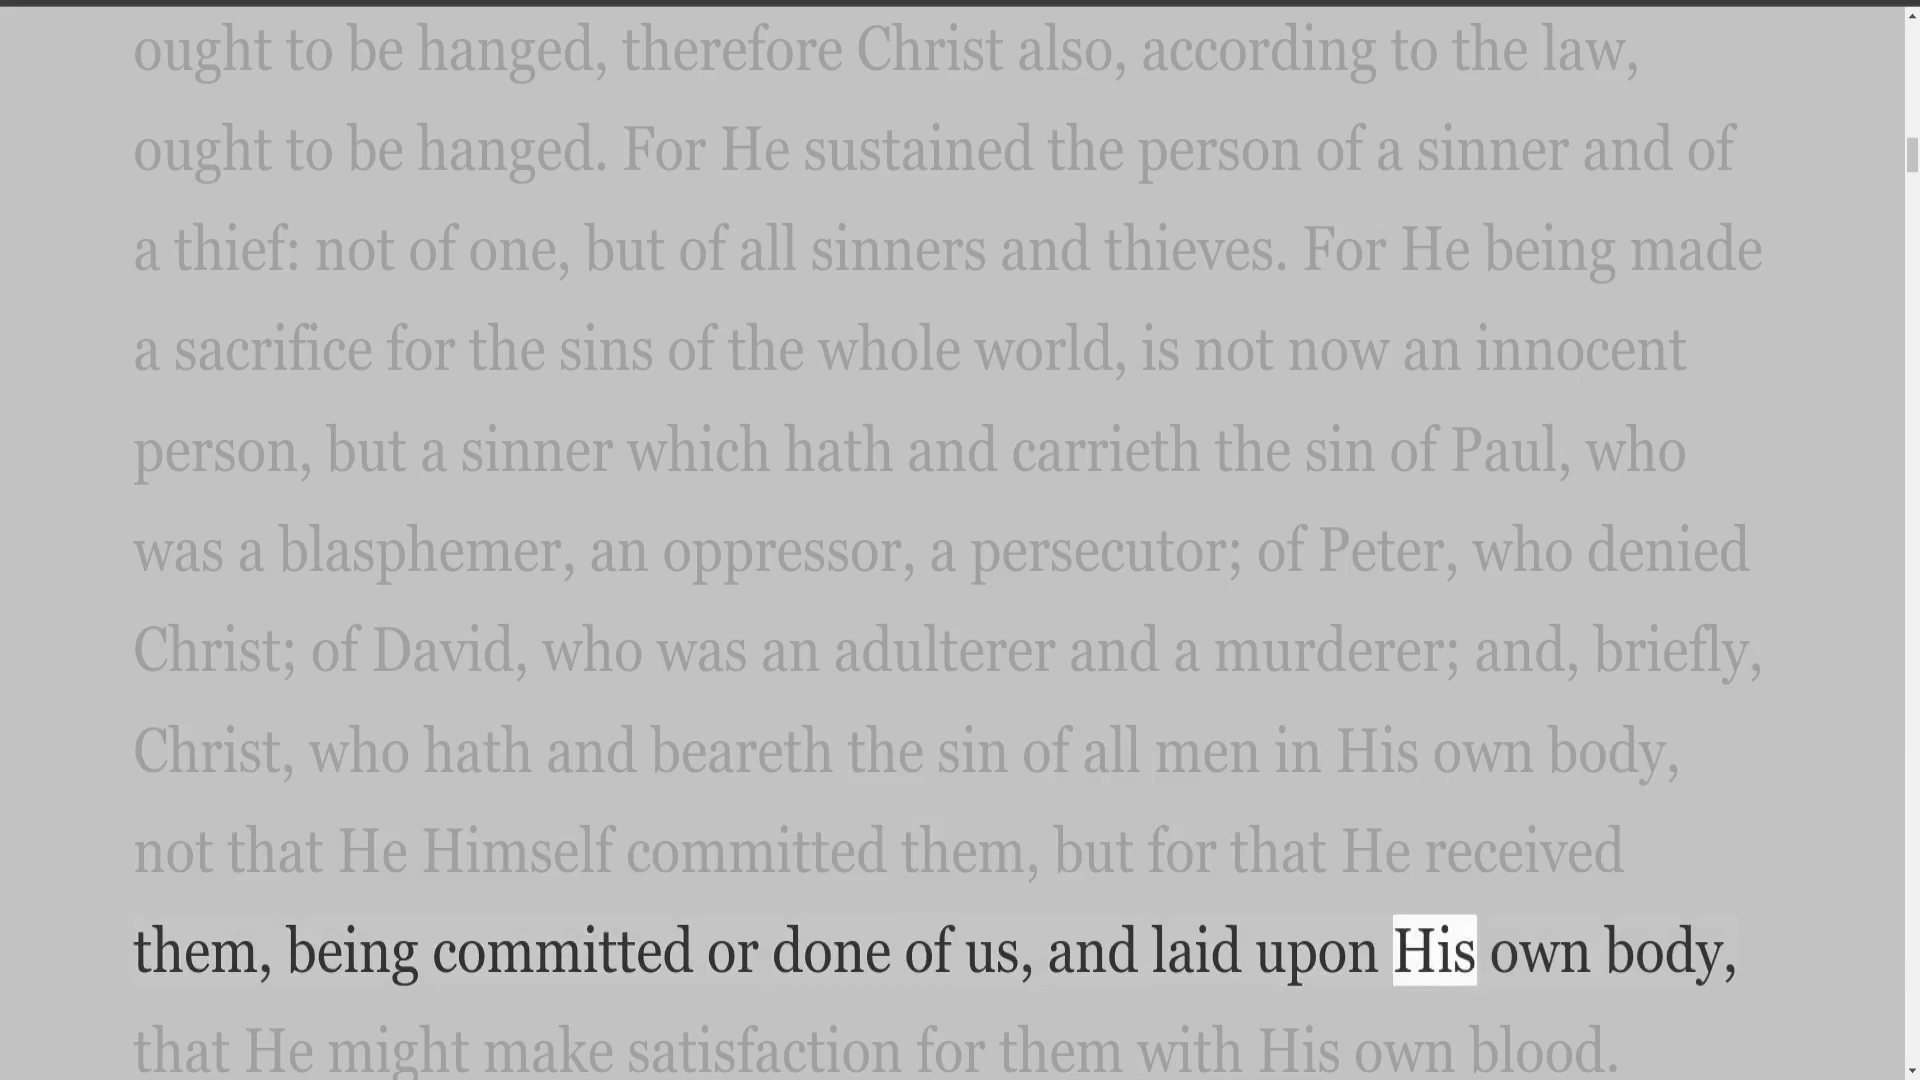 ought to be hanged, therefore Christ also, according to the law,
ought to be hanged. For He sustained the person of a sinner and of
a thief: not of one, but of all sinners and thieves. For He being made
a sacrifice for the sins of the whole world, is not now an innocent
person, but a sinner which hath and carrieth the sin of Paul, who
was a blasphemer, an oppressor, a persecutor; of Peter, who denied
Christ; of David, who was an adulterer and a murderer; and, briefly,
Christ, who hath and beareth the sin of all men in His own body,
not that He Himself committed them, but for that He received
them, being committed or done of us, and laid upon His own body,
that He might make satisfaction for them with His own blood.